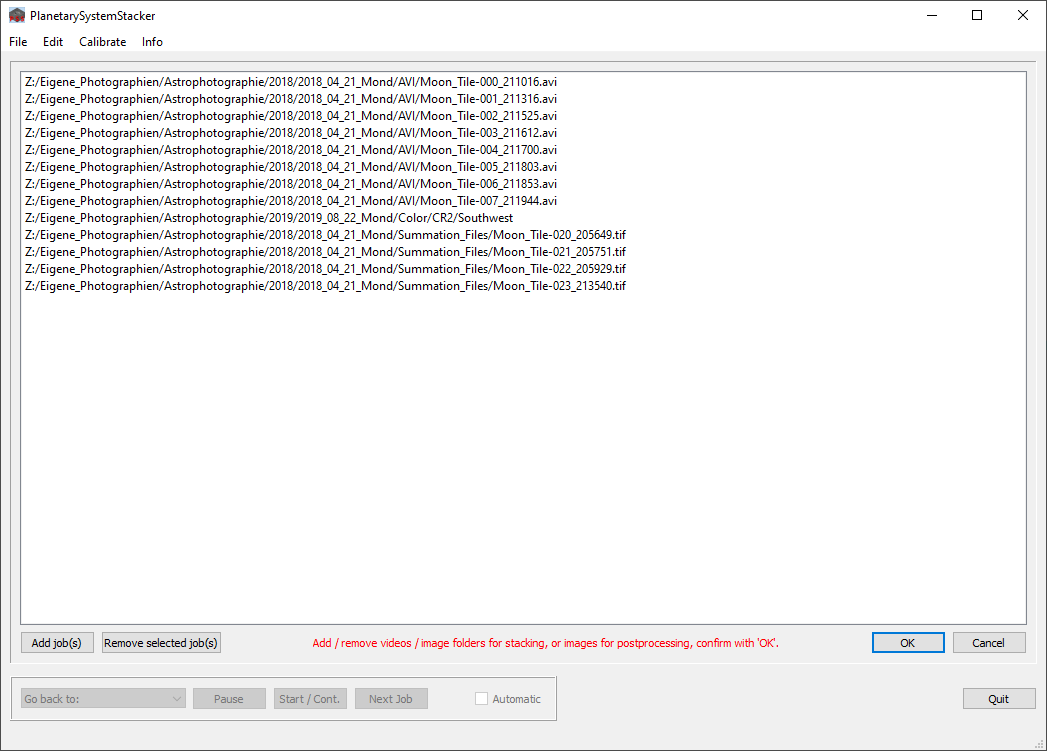 PlanetarySystemStacker
File Edit Calibrate Info
Z:/Eigene_Photographien/Astrophotographie/2018/2018_04_21_Mond/AVI/Moon_Tile-000_211016.avi
Z:/Eigene_Photographien/Astrophotographie/2018/2018_04_21_Mond/AVI/Moon_Tile-001_211316.avi
Z:/Eigene_Photographien/Astrophotographie/2018/2018_04_21_Mond/AVI/Moon_Tile-002_211525.avi
Z:/Eigene_Photographien/Astrophotographie/2018/2018_04_21_Mond/AVI/Moon_Tile-003_211612.avi
Z:/Eigene_Photographien/Astrophotographie/2018/2018_04_21_Mond/AVI/Moon_Tile-004_211700.avi
Z:/Eigene_Photographien/Astrophotographie/2018/2018_04_21_Mond/AVI/Moon_Tile-005_211803.avi
Z:/Eigene_Photographien/Astrophotographie/2018/2018_04_21_Mond/AVI/Moon_Tile-006_211853.avi
Z:/Eigene_Photographien/Astrophotographie/2018/2018_04_21_Mond/AVI/Moon_Tile-007_211944.avi
Z:/Eigene_Photographien/Astrophotographie/2019/2019_08_22_Mond/Color/CR2/Southwest
Z:/Eigene_Photographien/Astrophotographie/2018/2018_04_21_Mond/Summation_Files/Moon_Tile-020_205649.tif
Z:/Eigene_Photographien/Astrophotographie/2018/2018_04_21_Mond/Summation_Files/Moon_Tile-021_205751.tif
Z:/Eigene_Photographien/Astrophotographie/2018/2018_04_21_Mond/Summation_Files/Moon_Tile-022_205929.tif
Z:/Eigene_Photographien/Astrophotographie/2018/2018_04_21_Mond/Summation_Files/Moon_Tile-023_213540.tif
Add job(s) Remove selected job(s) Add / remove videos / image folders for stacking, or images for postprocessing, confirm with 'OK'. OK Cancel
Go back to: Pause Start / Cont. Next Job Automatic Quit